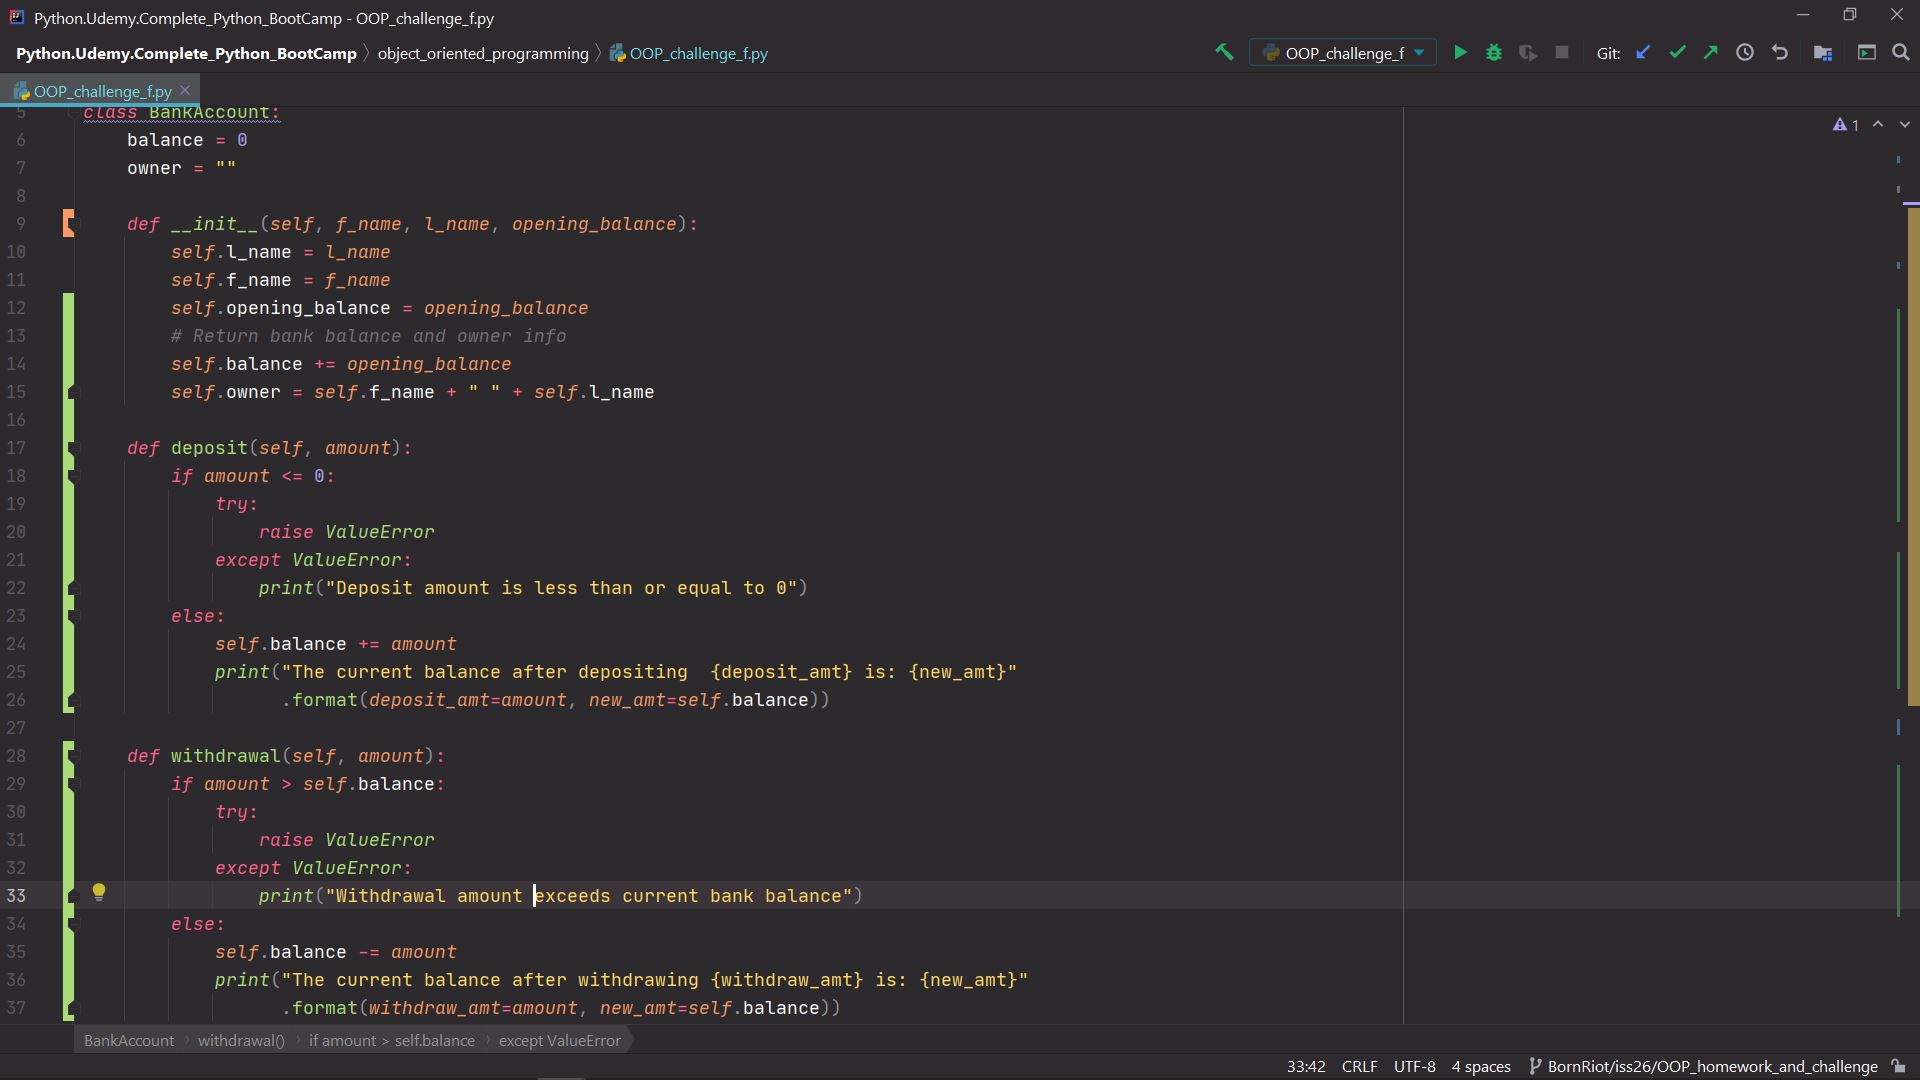 Python.Udemy.Complete_Python_BootCamp - OOP_challenge_f.py
Python.Udemy.Complete_Python_BootCamp object_oriented_programming OOP_challenge_f.py OOP_challenge_f Git:
OOP_challenge_f.py
5 class BankAccount:
1
6     balance = 0
7     owner = ""
8
9     def __init__(self, f_name, l_name, opening_balance):
10         self.l_name = l_name
11         self.f_name = f_name
12         self.opening_balance = opening_balance
13         # Return bank balance and owner info
14         self.balance += opening_balance
15         self.owner = self.f_name + " " + self.l_name
16
17     def deposit(self, amount):
18         if amount <= 0:
19             try:
20                 raise ValueError
21             except ValueError:
22                 print("Deposit amount is less than or equal to 0")
23         else:
24             self.balance += amount
25             print("The current balance after depositing  {deposit_amt} is: {new_amt}"
26                   .format(deposit_amt=amount, new_amt=self.balance))
27
28     def withdrawal(self, amount):
29         if amount > self.balance:
30             try:
31                 raise ValueError
32             except ValueError:
33                 print("Withdrawal amount exceeds current bank balance")
34         else:
35             self.balance -= amount
36             print("The current balance after withdrawing {withdraw_amt} is: {new_amt}"
37                   .format(withdraw_amt=amount, new_amt=self.balance))
BankAccount withdrawal() if amount > self.balance except ValueError
33:42 CRLF UTF-8 4 spaces BornRiot/iss26/OOP_homework_and_challenge